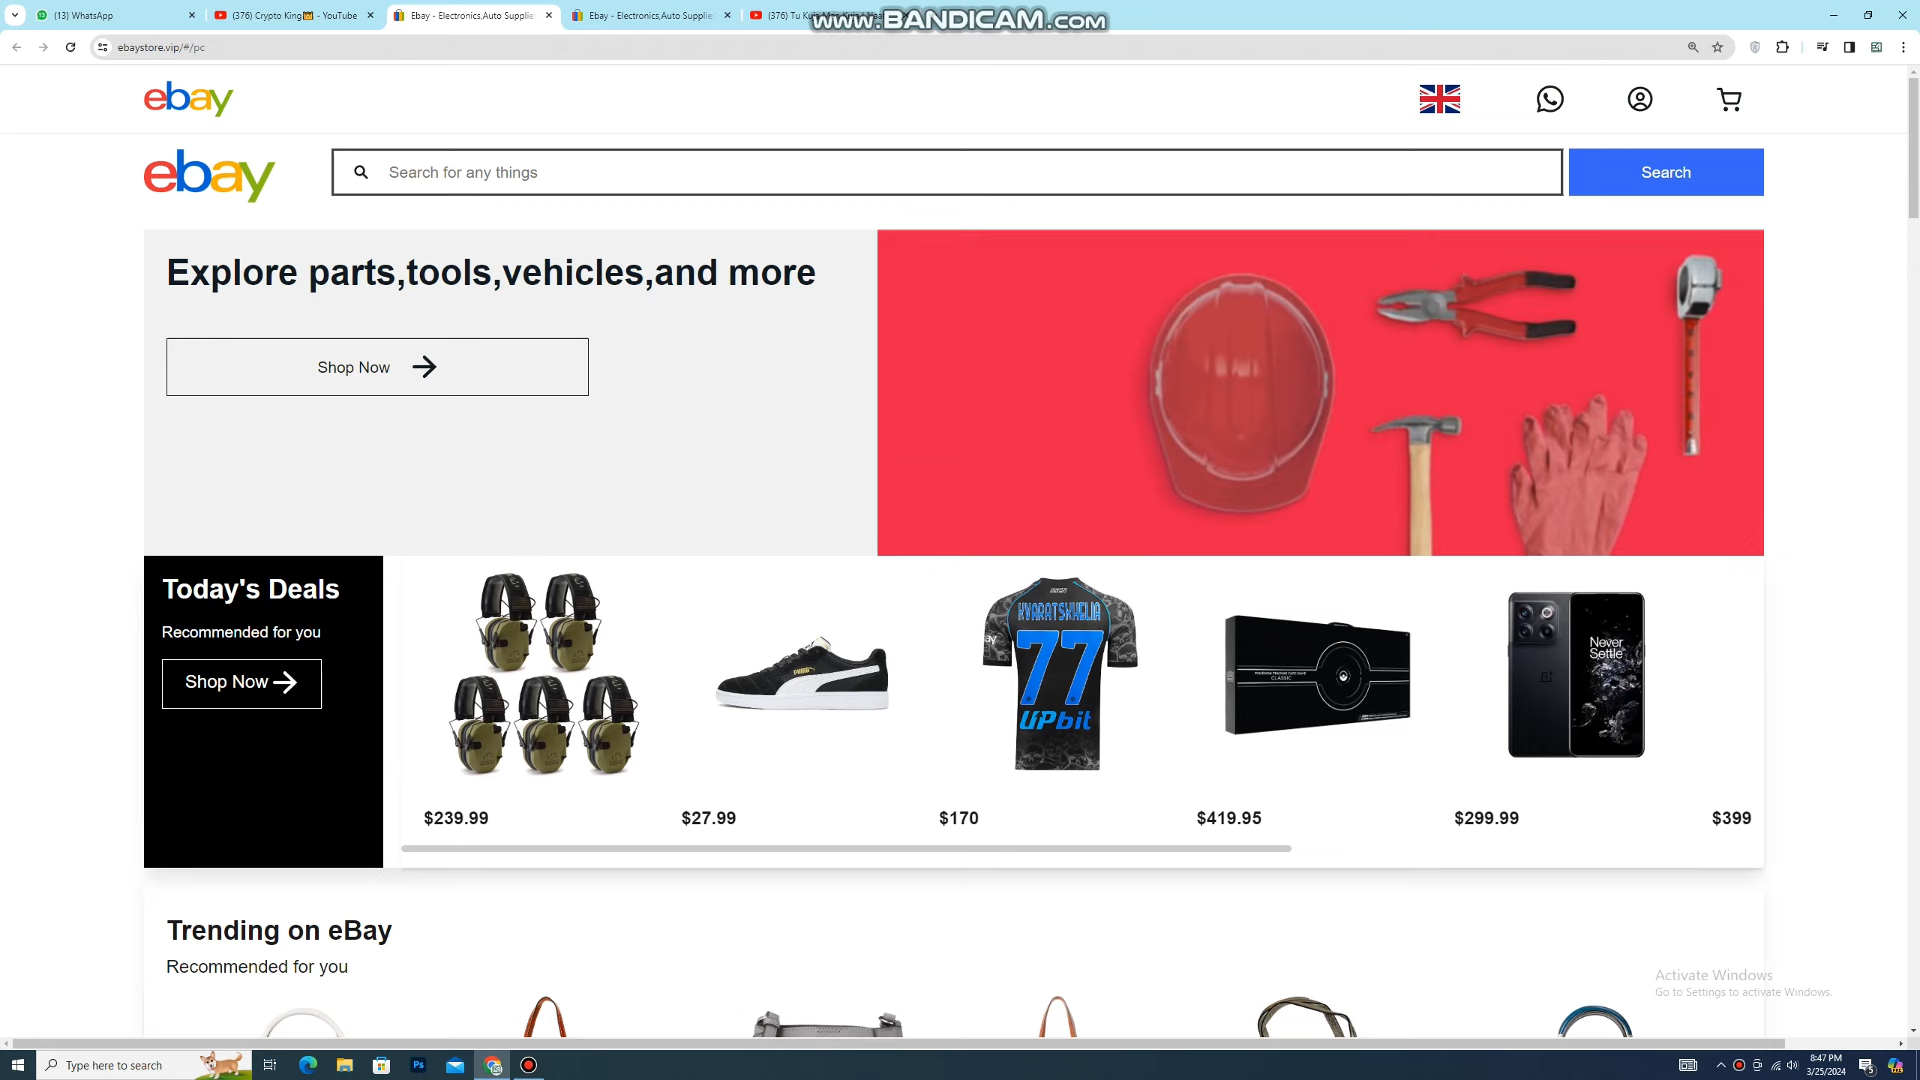 (13) WhatsApp
(376) Crypto King - YouTube
Ebay - Electronics,Auto Supplie
Ebay - Electronics,Auto Supplie
www.BANDICAM.com
ebaystore.vip/#/pc
ebay
ebay
Search for any things
Search
Explore parts,tools,vehicles,and more
Shop Now
Today's Deals
Recommended for you
Shop Now
KVARATSKHELIA
77
UPbit
CLASSIC
Never
Settle
$239.99
$27.99
$170
$419.95
$299.99
$399
Trending on eBay
Recommended for you
Activate Windows
Go to Settings to activate Windows.
Type here to search
Ps
8:47 PM
3/25/2024
5